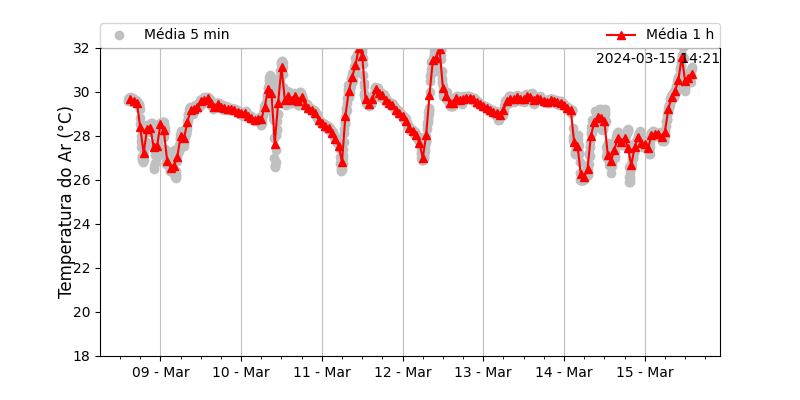 Média 5 min
Média 1 h
2024-03-15 14:21
Temperatura do Ar (°C)
32
30
28
26
24
22
20
18
09 - Mar
10 - Mar
11 - Mar
12 - Mar
13 - Mar
14 - Mar
15 - Mar